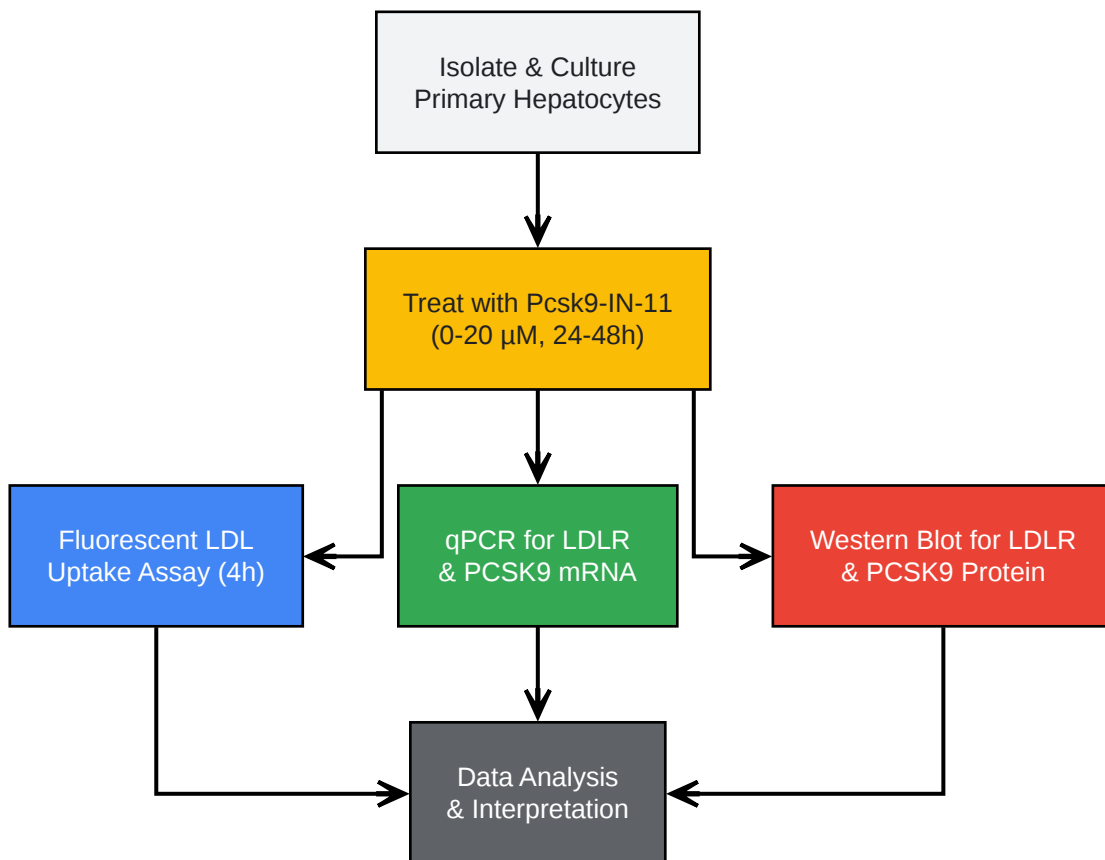 Isolate & Culture
Primary Hepatocytes
Treat with Pcsk9-IN-11
(0-20 µM, 24-48h)
Fluorescent LDL
Uptake Assay (4h)
qPCR for LDLR
& PCSK9 mRNA
Western Blot for LDLR
& PCSK9 Protein
Data Analysis
& Interpretation